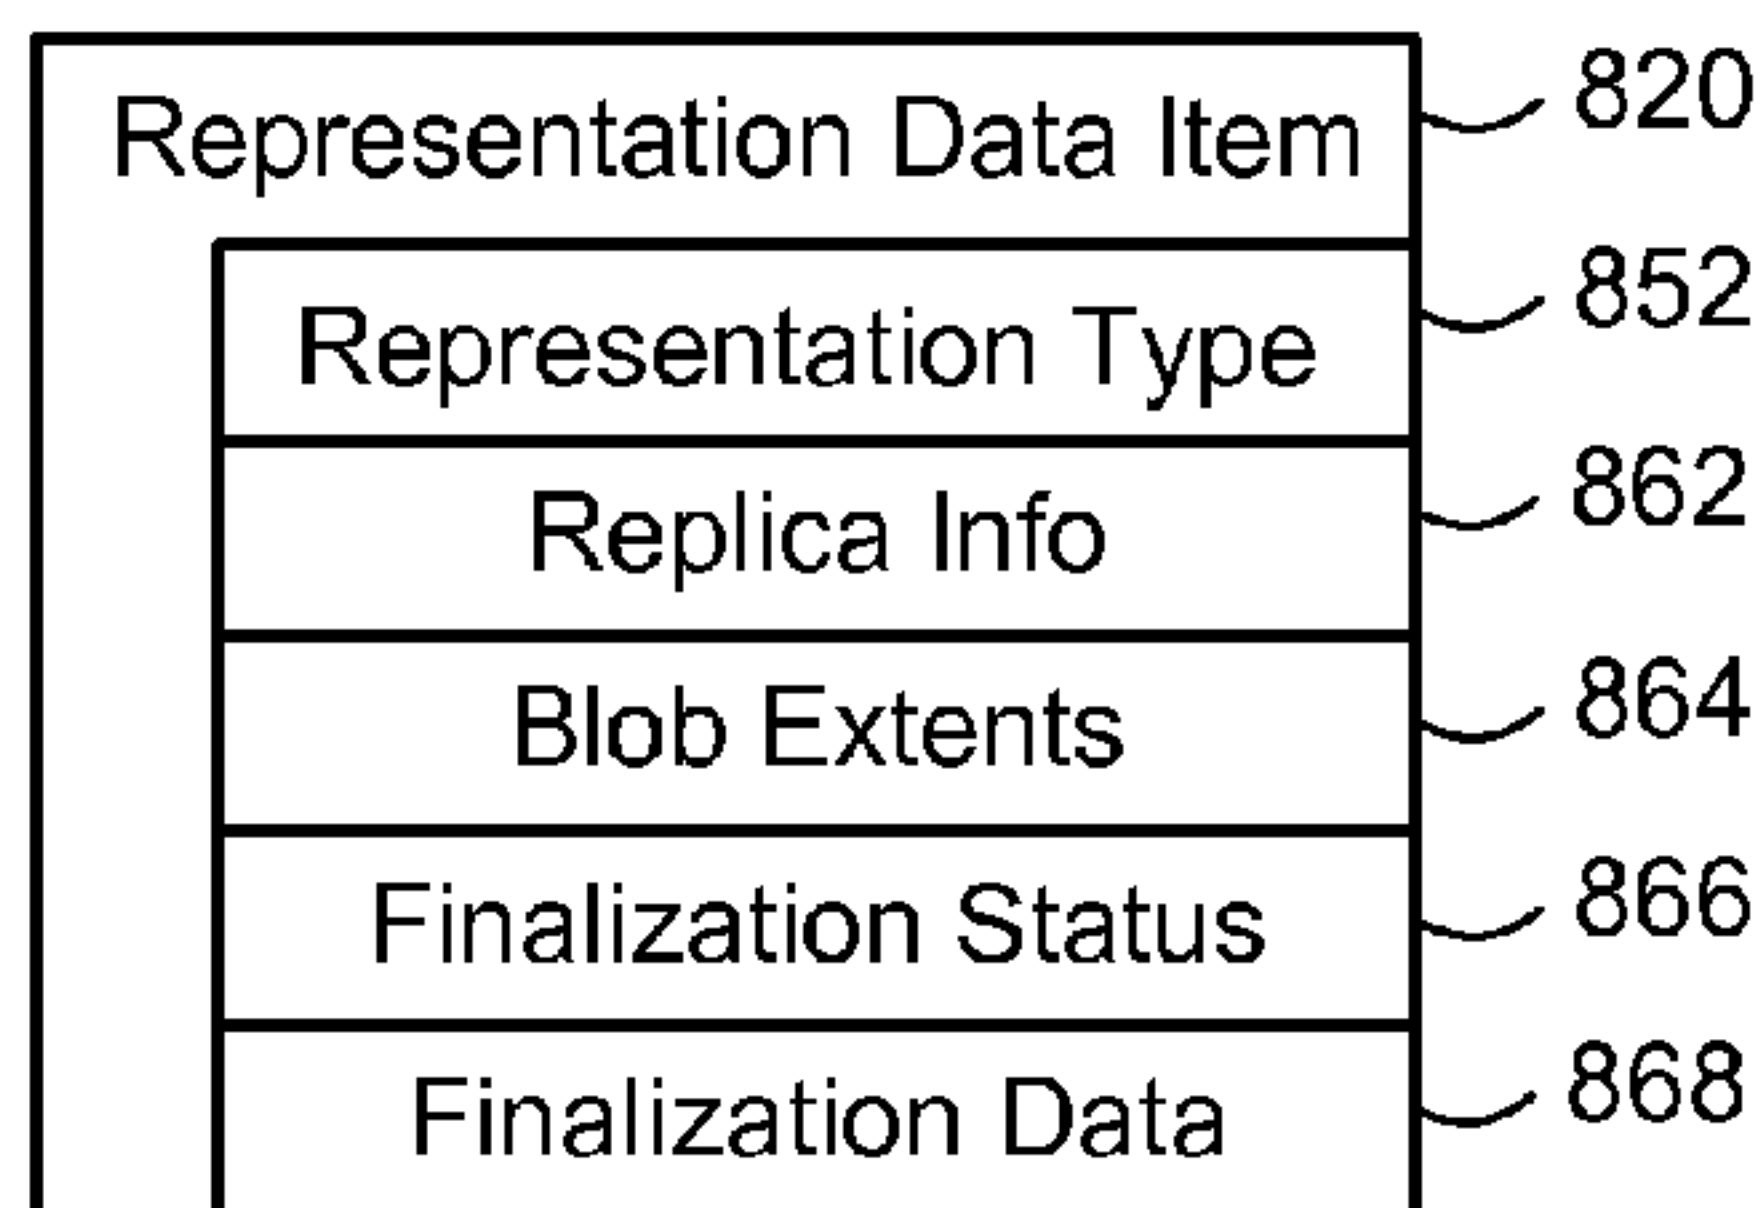 Representation Data Item 820
Representation Type 852
Replica Info 862
Blob Extents 864
Finalization Status 866
Finalization Data 868